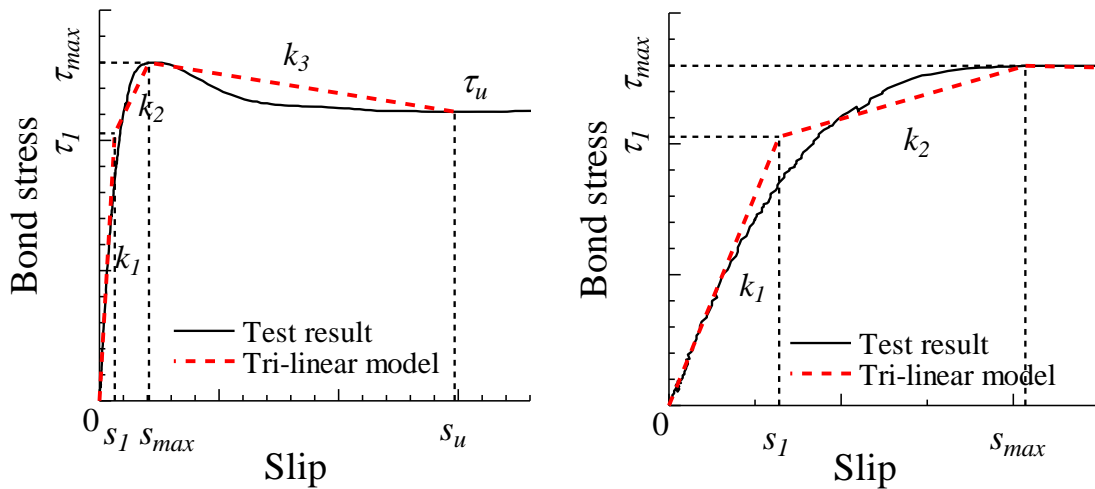 τmax
τ1
Bond stress
k1
k2
k3
τu
Test result
Tri-linear model
0
s1
smax
su
Slip
τmax
τ1
Bond stress
k1
k2
Test result
Tri-linear model
0
s1
smax
Slip